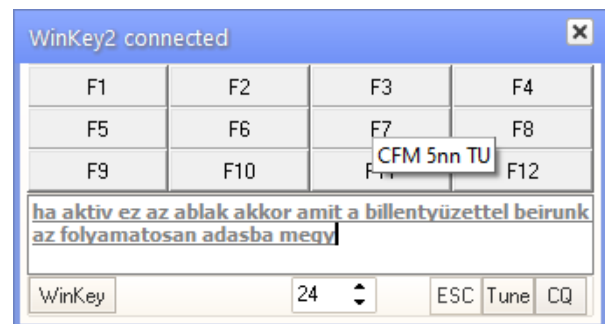 WinKey2 connected
F1 F2 F3 F4
F5 F6 F7 F8
CFM 5nn TU
F9 F10 F12
ha aktiv ez az ablak akkor amit a billentyüzettel beirunk
az folyamatosan adasba megy
WinKey 24 ESC Tune CQ